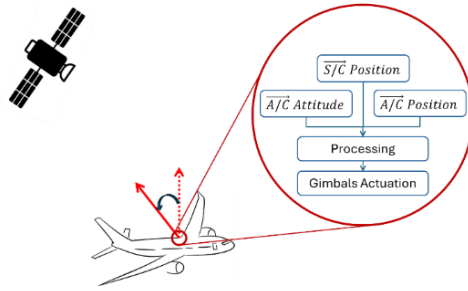 S/C Position
A/C Attitude
A/C Position
Processing
Gimbals Actuation